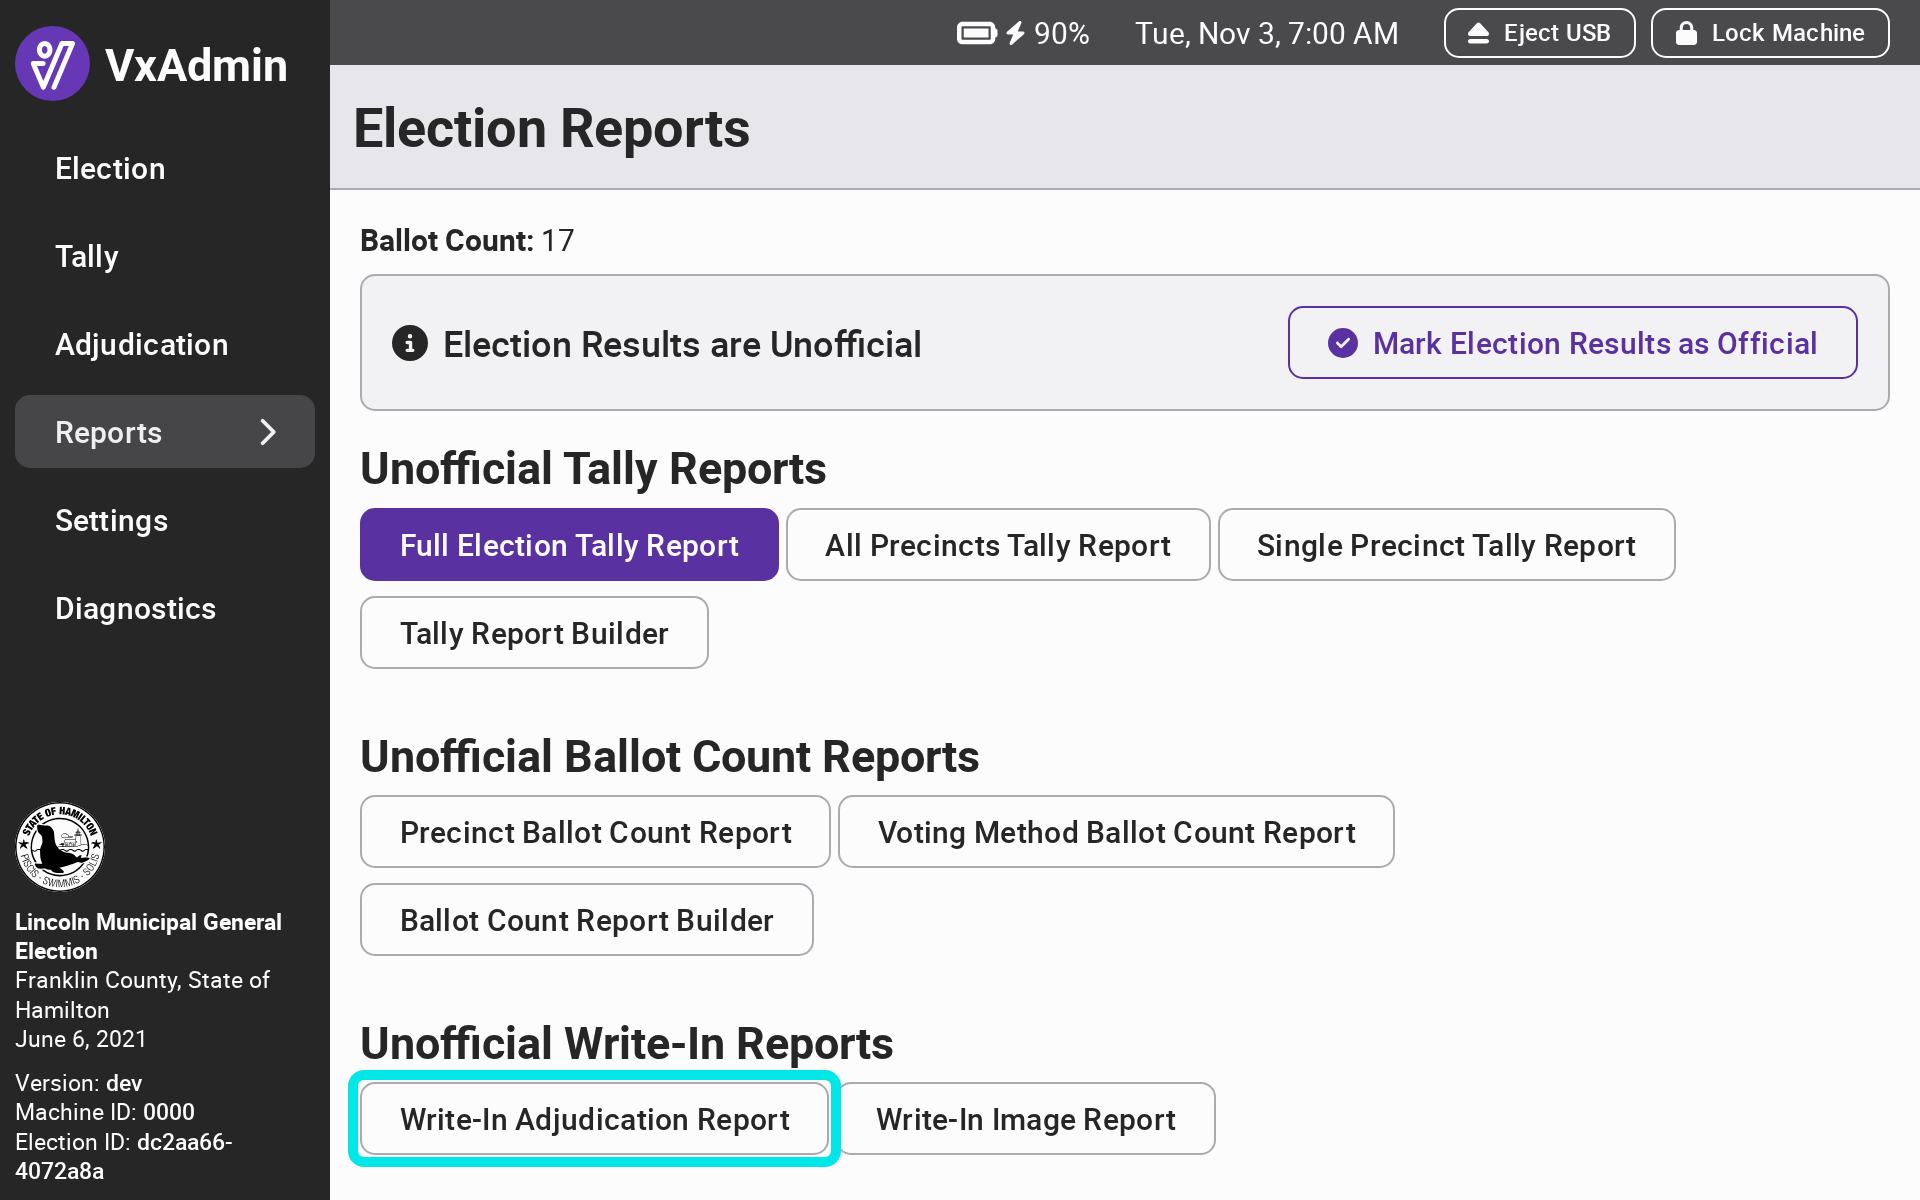 VxAdmin
90%
Tue, Nov 3, 7:00 AM
Eject USB
Lock Machine
Election
Tally
Adjudication
Reports
Settings
Diagnostics
STATE OF HAMILTON
PISCIS · SWIMMIS · SOLIS
Lincoln Municipal General
Election
Franklin County, State of
Hamilton
June 6, 2021
Version: dev
Machine ID: 0000
Election ID: dc2aa66-
4072a8a
Election Reports
Ballot Count: 17
Election Results are Unofficial
Mark Election Results as Official
Unofficial Tally Reports
Full Election Tally Report
All Precincts Tally Report
Single Precinct Tally Report
Tally Report Builder
Unofficial Ballot Count Reports
Precinct Ballot Count Report
Voting Method Ballot Count Report
Ballot Count Report Builder
Unofficial Write-In Reports
Write-In Adjudication Report
Write-In Image Report